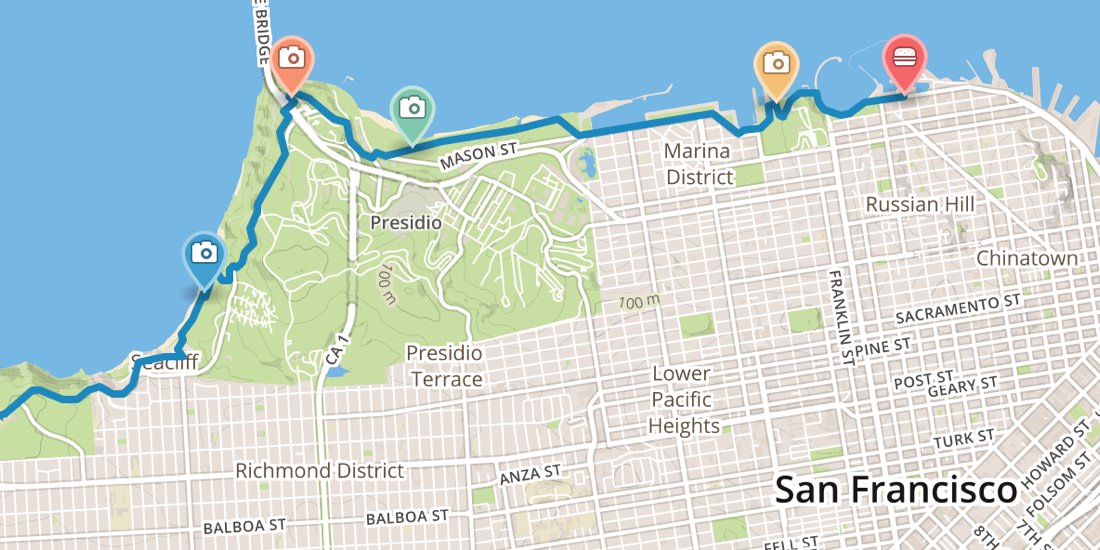 E BRIDGE
MASON ST
Marina
District
Presidio
Russian Hill
Chinatown
100 m
100 m
FRANKLIN ST
SACRAMENTO ST
PINE ST
Seacliff
CA 1
Presidio
Terrace
Lower
Pacific
Heights
POST ST
GEARY ST
TURK ST
HOWARD ST
FOLSOM ST
Richmond District
ANZA ST
San Francisco
BALBOA ST
BALBOA ST
FELL ST
8TH
7TH S